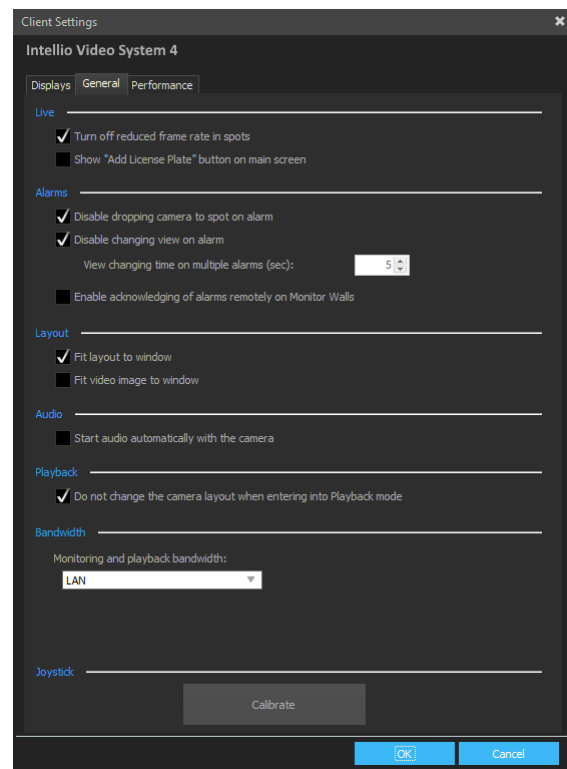 Client Settings
Intellio Video System 4
Displays General Performance
Live
Turn off reduced frame rate in spots
Show "Add License Plate" button on main screen
Alarms
Disable dropping camera to spot on alarm
Disable changing view on alarm
View changing time on multiple alarms (sec): 5
Enable acknowledging of alarms remotely on Monitor Walls
Layout
Fit layout to window
Fit video image to window
Audio
Start audio automatically with the camera
Playback
Do not change the camera layout when entering into Playback mode
Bandwidth
Monitoring and playback bandwidth:
LAN
Joystick
Calibrate
OK Cancel